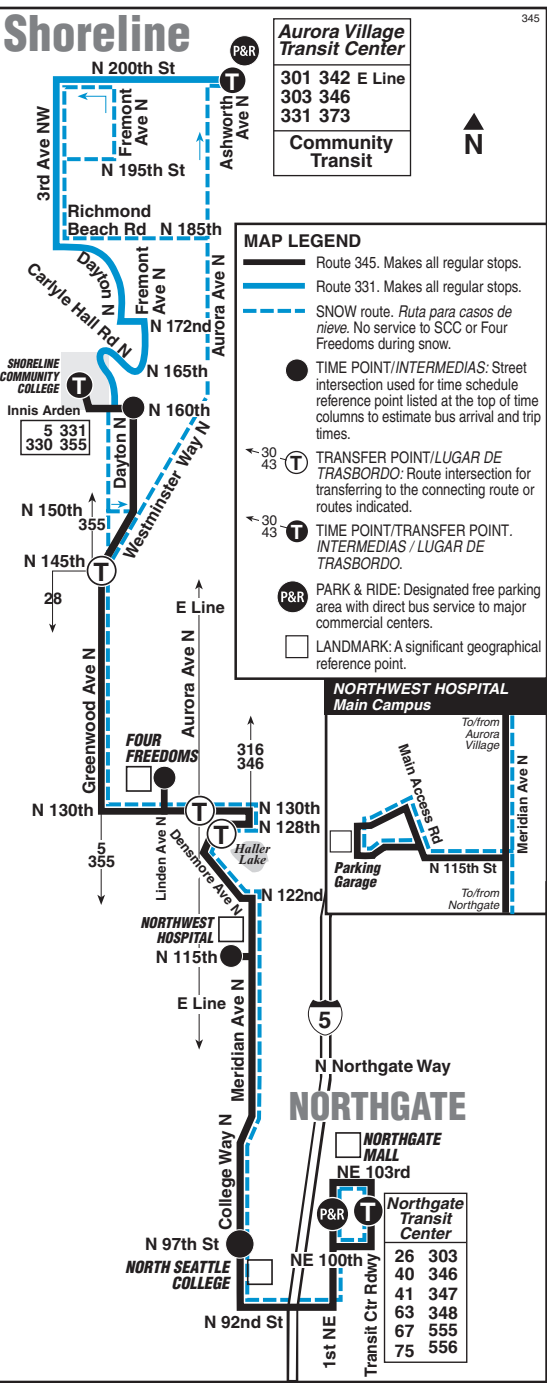 345
Shoreline
P&R
Aurora Village
Transit Center
301 342 E Line
303 346
331 373
Community
Transit
N
N 200th St
T
3rd Ave NW
Fremont
Ave N
Ashworth
Ave N
N 195th St
Richmond
Beach Rd
N 185th
Dayton N
Fremont
Ave N
Carlyle Hall Rd N
N 172nd
Aurora Ave N
N 165th
SHORELINE
COMMUNITY
COLLEGE
T
Innis Arden
N 160th
5 331
330 355
Dayton N
Westminster Way N
N 150th
355
N 145th
T
28
E Line
Greenwood Ave N
Aurora Ave N
FOUR
FREEDOMS
316
346
N 130th
T
N 130th
N 128th
T
5
355
Linden Ave N
Densmore Ave N
Haller
Lake
N 122nd
NORTHWEST
HOSPITAL
N 115th
E Line
Meridian Ave N
5
N Northgate Way
NORTHGATE
NORTHGATE
MALL
NE 103rd
College Way N
P&R
T
N 97th St
NE 100th
NORTH SEATTLE
COLLEGE
N 92nd St
1st NE
Transit Ctr Rdwy
Northgate
Transit
Center
26 303
40 346
41 347
63 348
67 555
75 556
MAP LEGEND
Route 345. Makes all regular stops.
Route 331. Makes all regular stops.
SNOW route. Ruta para casos de
nieve. No service to SCC or Four
Freedoms during snow.
TIME POINT/INTERMEDIAS: Street
intersection used for time schedule
reference point listed at the top of time
columns to estimate bus arrival and trip
times.
30
43
T
TRANSFER POINT/LUGAR DE
TRASBORDO: Route intersection for
transferring to the connecting route or
routes indicated.
30
43
T
TIME POINT/TRANSFER POINT.
INTERMEDIAS / LUGAR DE
TRASBORDO.
P&R
PARK & RIDE: Designated free parking
area with direct bus service to major
commercial centers.
LANDMARK: A significant geographical
reference point.
NORTHWEST HOSPITAL
Main Campus
To/from
Aurora
Village
Main Access Rd
Meridian Ave N
Parking
Garage
N 115th St
To/from
Northgate